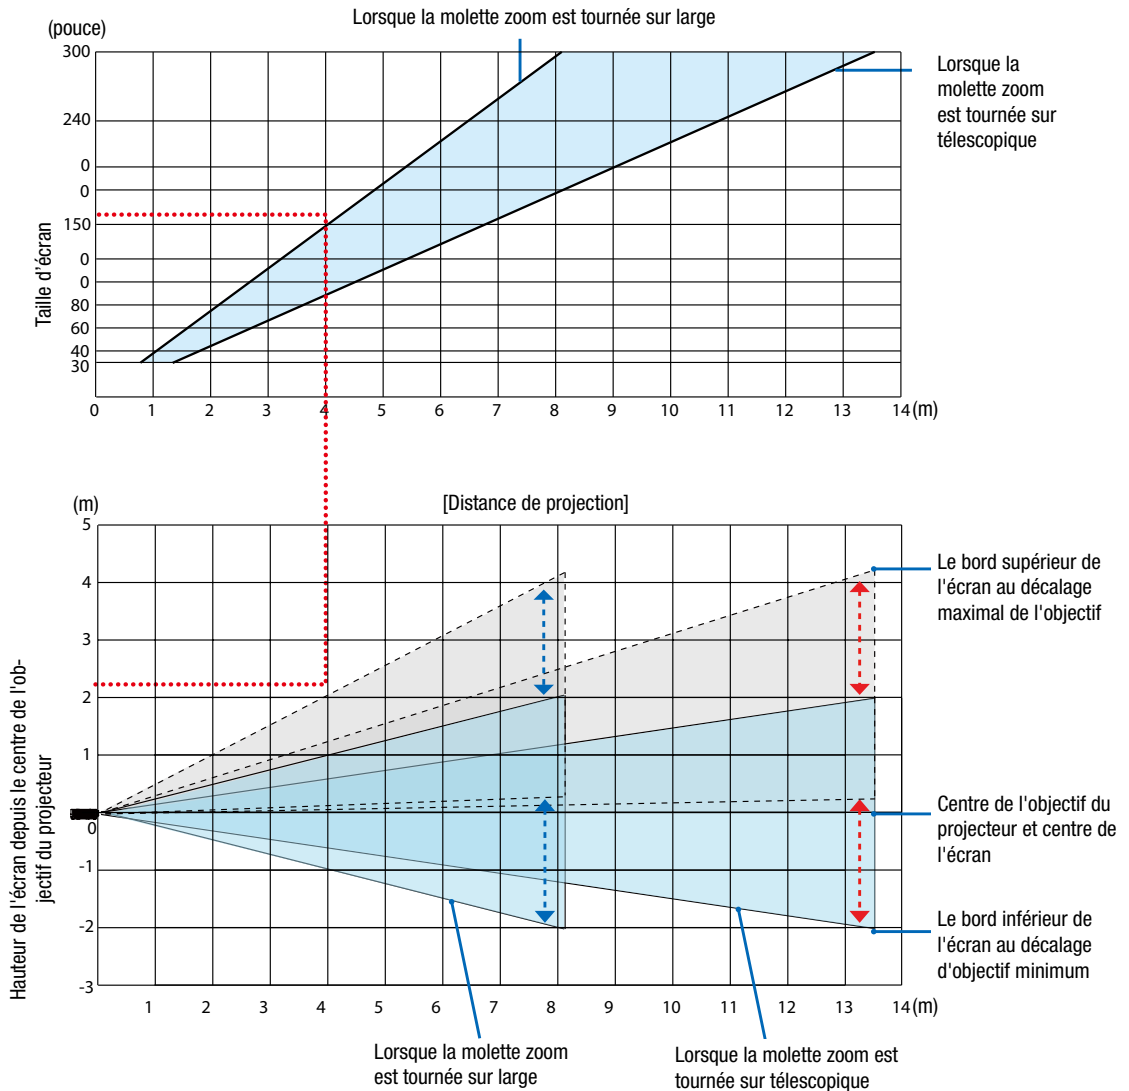 Lorsque la molette zoom est tournée sur large
(pouce)
300
240
0
0
150
0
0
80
60
40
30
Taille d'écran
Lorsque la
molette zoom
est tournée sur
télescopique
0 1 2 3 4 5 6 7 8 9 10 11 12 13 14 (m)
(m)
[Distance de projection]
5
4
3
2
1
0
-1
-2
-3
Hauteur de l'écran depuis le centre de l'ob-
jectif du projecteur
Le bord supérieur de
l'écran au décalage
maximal de l'objectif
Centre de l'objectif du
projecteur et centre de
l'écran
Le bord inférieur de
l'écran au décalage
d'objectif minimum
1 2 3 4 5 6 7 8 9 10 11 12 13 14 (m)
Lorsque la molette zoom
est tournée sur large
Lorsque la molette zoom est
tournée sur télescopique